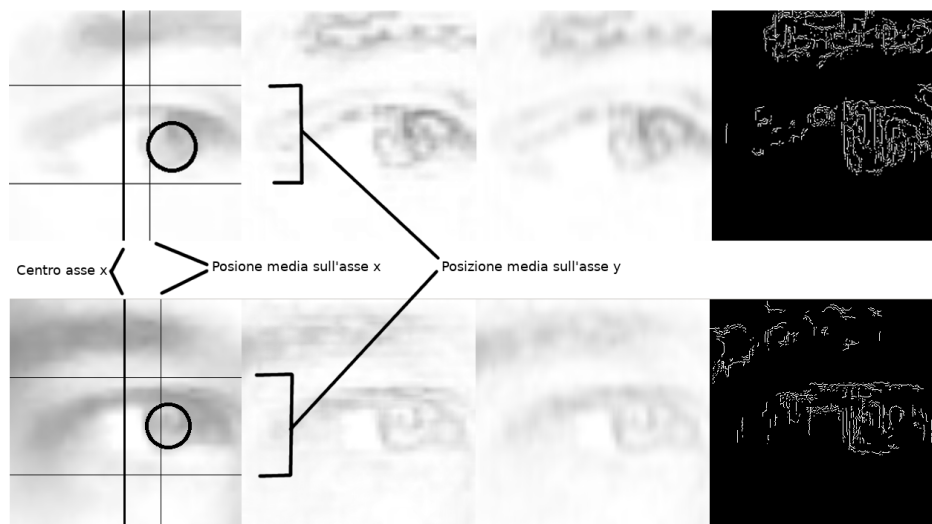 Centro asse x
Posione media sull'asse x
Posizione media sull'asse y